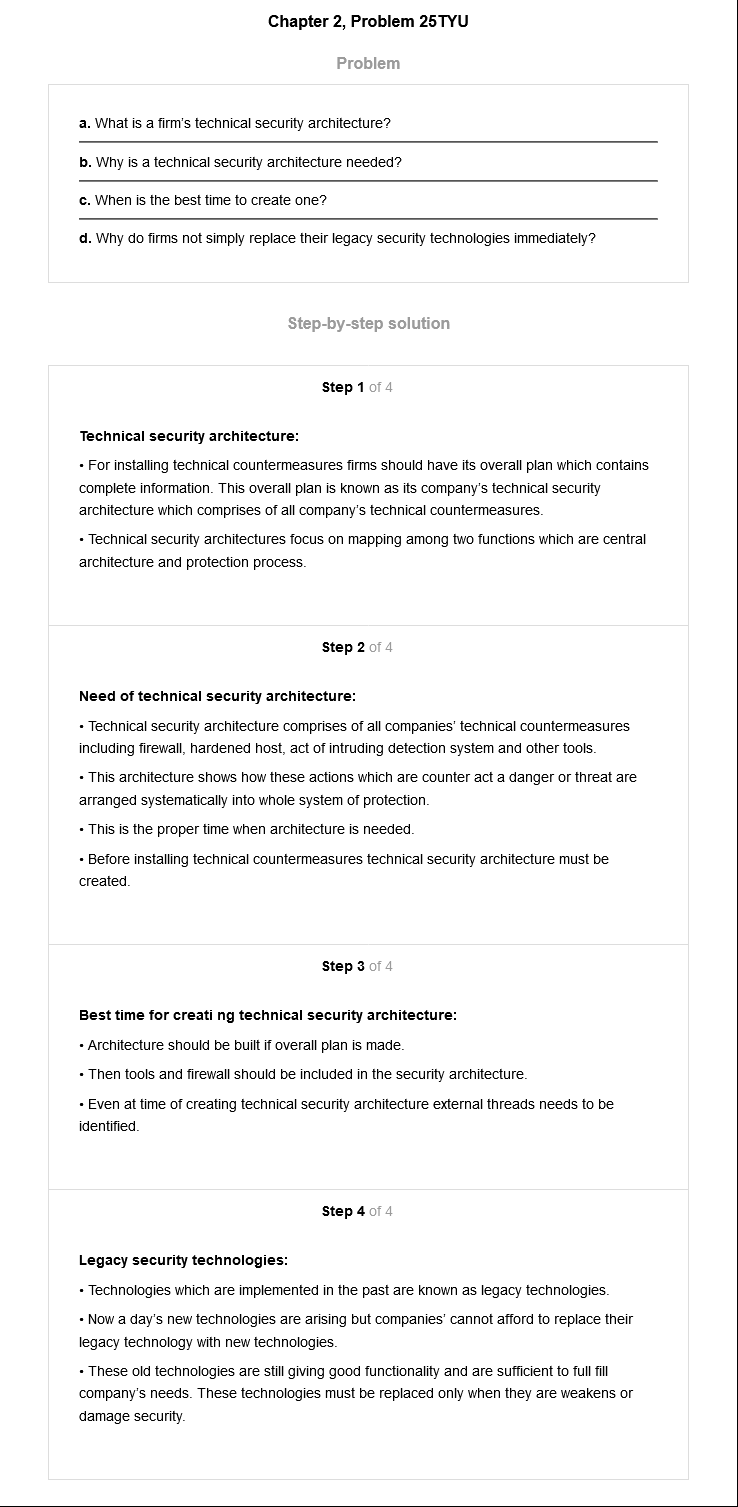 Chapter 2, Problem 25TYU
Problem
a. What is a firm's technical security architecture?
b. Why is a technical security architecture needed?
c. When is the best time to create one?
d. Why do firms not simply replace their legacy security technologies immediately?
Step-by-step solution
Step 1 of 4
Technical security architecture:
• For installing technical countermeasures firms should have its overall plan which contains
complete information. This overall plan is known as its company's technical security
architecture which comprises of all company's technical countermeasures.
• Technical security architectures focus on mapping among two functions which are central
architecture and protection process.
Step 2 of 4
Need of technical security architecture:
• Technical security architecture comprises of all companies' technical countermeasures
including firewall, hardened host, act of intruding detection system and other tools.
• This architecture shows how these actions which are counter act a danger or threat are
arranged systematically into whole system of protection.
• This is the proper time when architecture is needed.
• Before installing technical countermeasures technical security architecture must be
created.
Step 3 of 4
Best time for creati ng technical security architecture:
• Architecture should be built if overall plan is made.
• Then tools and firewall should be included in the security architecture.
• Even at time of creating technical security architecture external threads needs to be
identified.
Step 4 of 4
Legacy security technologies:
• Technologies which are implemented in the past are known as legacy technologies.
• Now a day's new technologies are arising but companies' cannot afford to replace their
legacy technology with new technologies.
• These old technologies are still giving good functionality and are sufficient to full fill
company's needs. These technologies must be replaced only when they are weakens or
damage security.